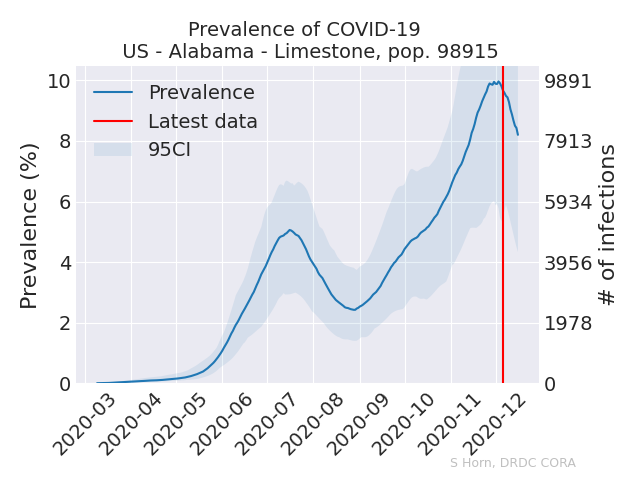 Prevalence of COVID-19
US - Alabama - Limestone, pop. 98915
Prevalence
Latest data
95CI
Prevalence (%)
10
8
6
4
2
0
9891
7913
5934
3956
1978
0
# of infections
2020-03
2020-04
2020-05
2020-06
2020-07
2020-08
2020-09
2020-10
2020-11
2020-12
S Horn, DRDC CORA